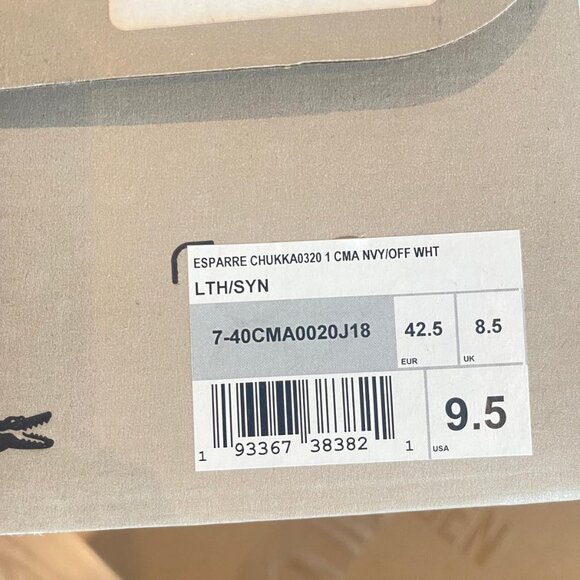 ESPARRE CHUKKA0320 1 CMA NVY/OFF WHT
LTH/SYN
7-40CMA0020J18
42.5
EUR
8.5
UK
1 93367 38382 1
9.5
USA